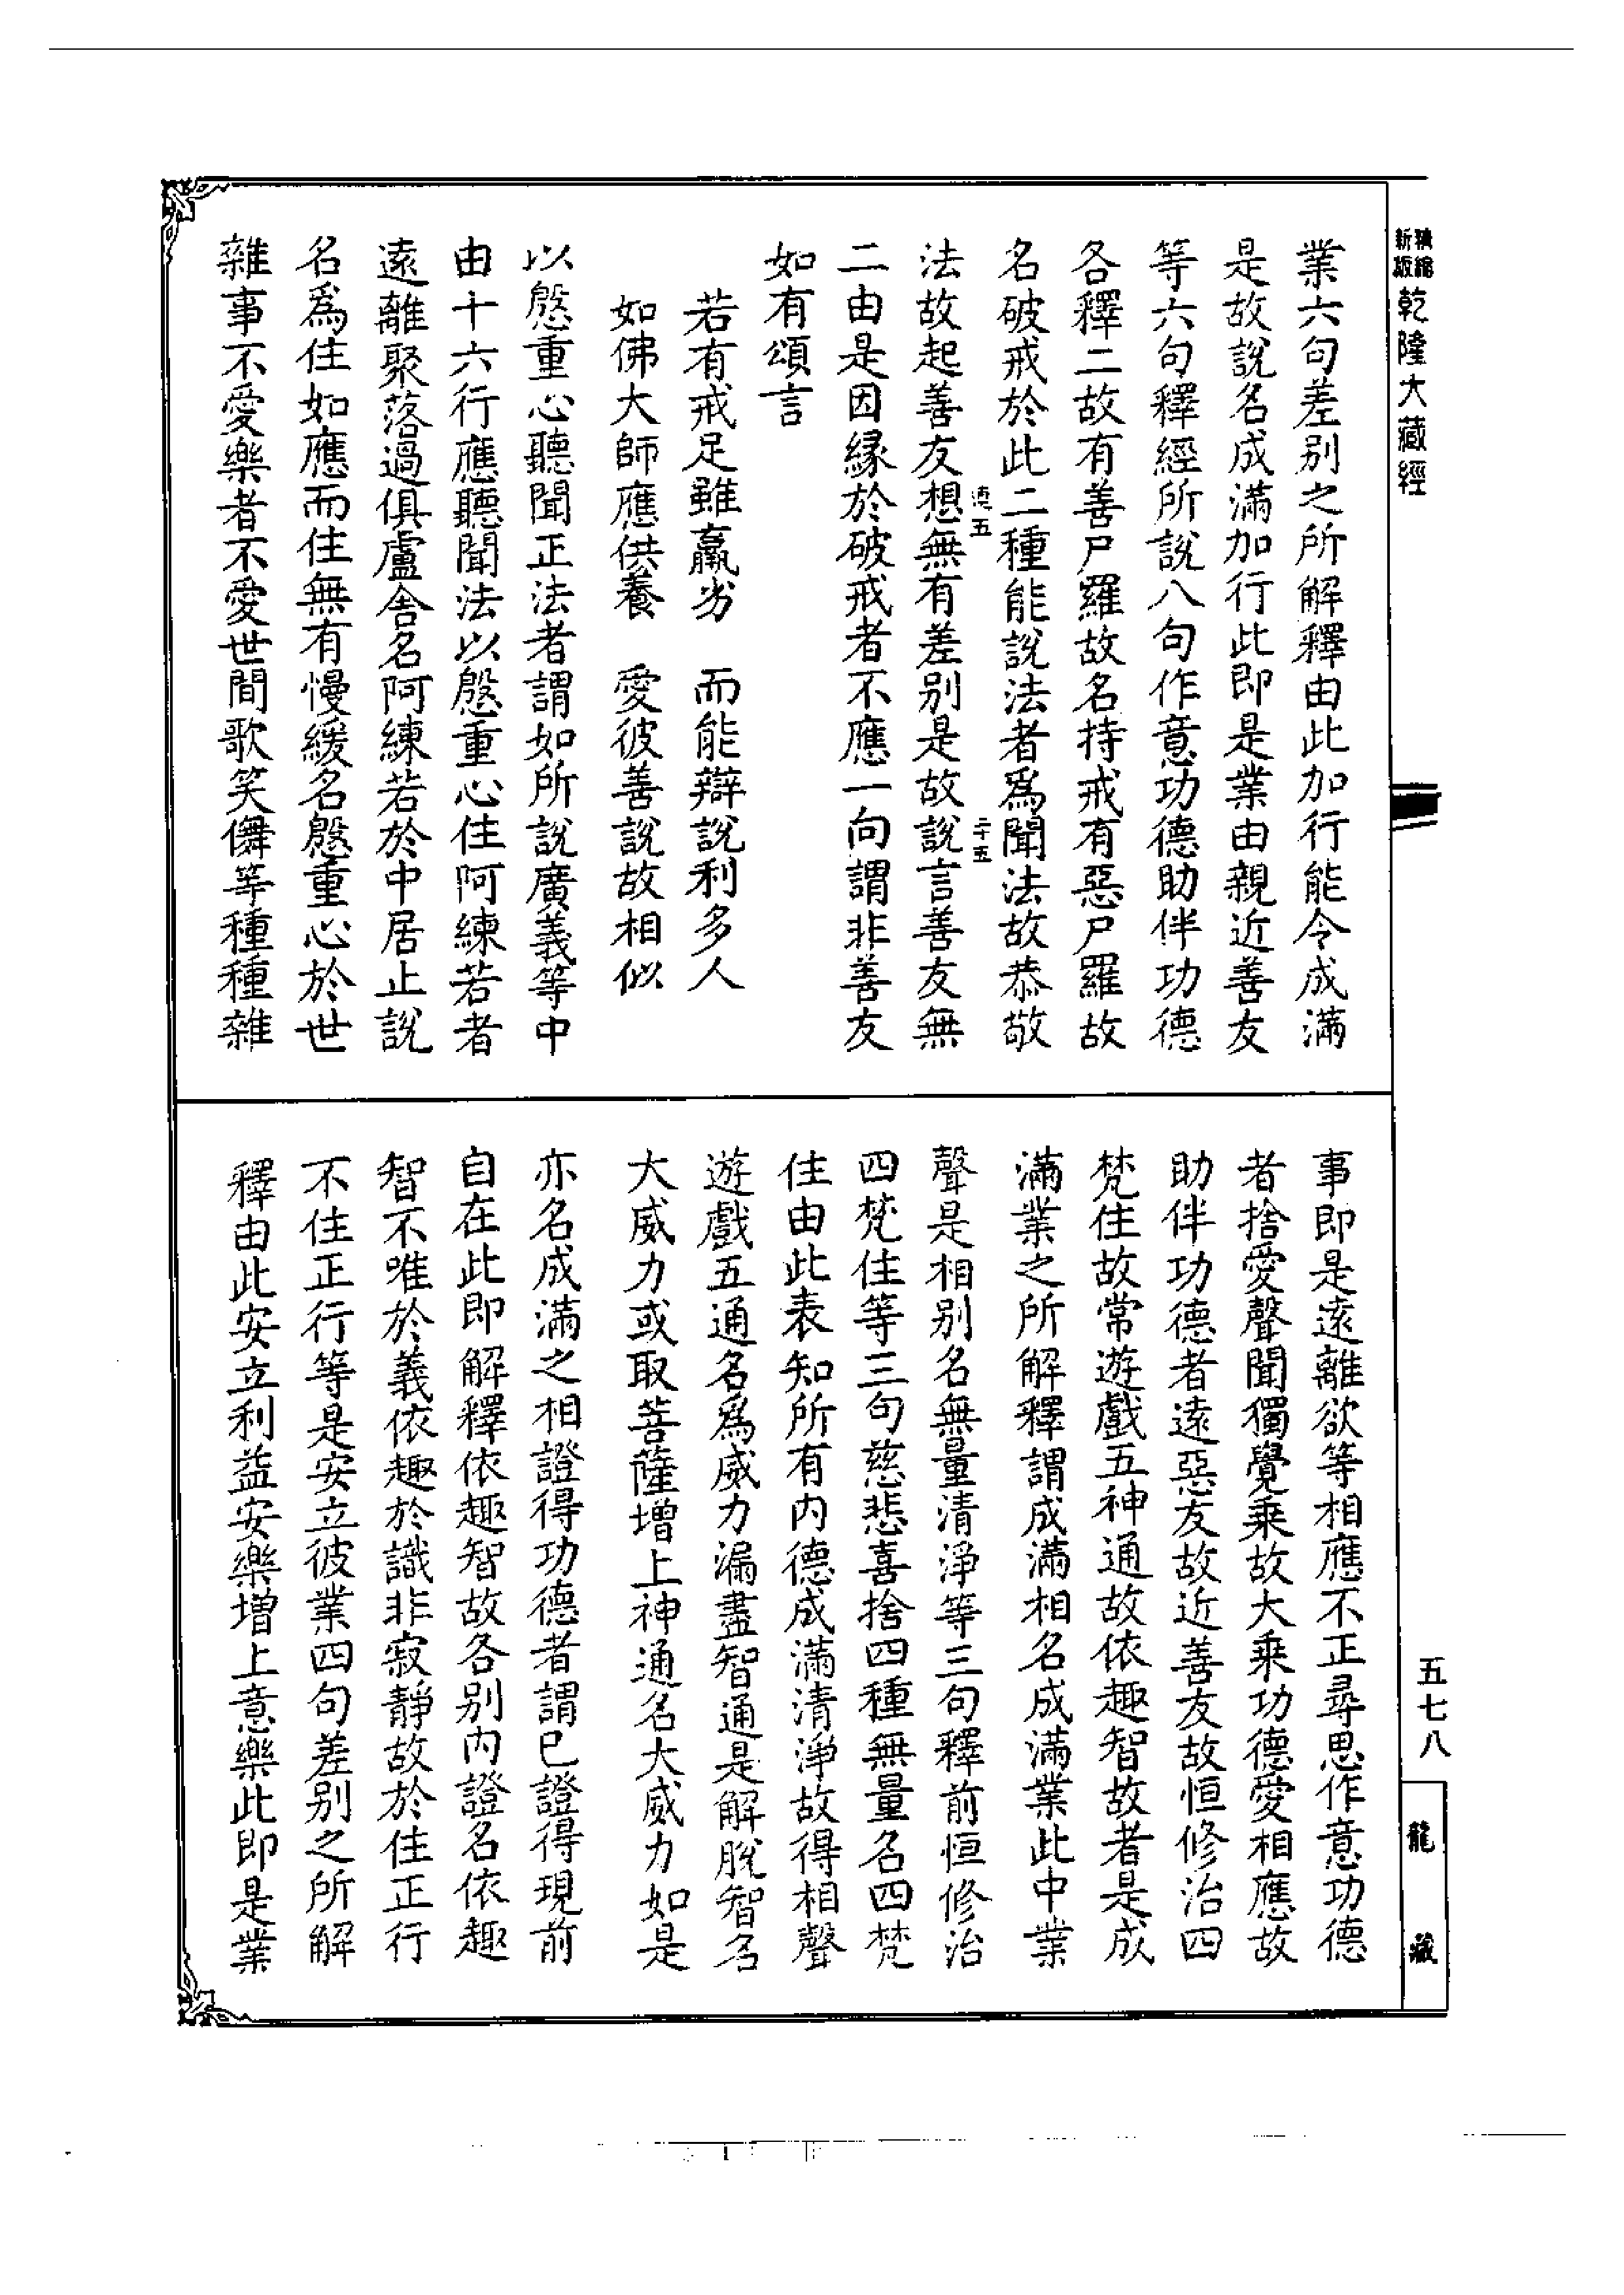 新版
精縮
乾隆大藏經
業六句差別之所解釋由此加行能令成滿
是故說名成滿加行此即是業由親近善友
等六句釋經所說八句作意功德助伴功德
各釋二故有善尸羅故名持戒有惡尸羅故
名破戒於此二種能說法者爲聞法故恭敬
法故起善友想無有差別是故說言善友無
二由是因緣於破戒者不應一向謂非善友
如有頌言
若有戒足雖羸劣　而能辯說利多人
如佛大師應供養　愛彼善說故相似
以慇重心聽聞正法者謂如所說廣義等中
由十六行應聽聞法以慇重心住阿練若者
遠離聚落過俱盧舍名阿練若於中居止說
名爲住如應而住無有慢緩名慇重心於世
雜事不愛樂者不愛世間歌笑儛等種種雜
二十五
事即是遠離欲等相應不正尋思作意功德
者捨愛聲聞獨覺乘故大乘功德愛相應故
助伴功德者遠惡友故近善友故恒修治四
梵住故常遊戲五神通故依趣智故者是成
滿業之所解釋謂成滿相名成滿業此中業
聲是相別名無量清淨等三句釋前恒修治
四梵住等三句慈悲喜捨四種無量名四梵
住由此表知所有内德成滿清淨故得相聲
遊戲五通名爲威力漏盡智通是解脫智名
大威力或取菩薩增上神通名大威力如是
亦名成滿之相證得功德者謂已證得現前
自在此即解釋依趣智故各別内證名依趣
智不唯於義依趣於識非寂靜故於住正行
不住正行等是安立彼業四句差别之所解
釋由此安立利益安樂增上意樂此即是業
五七八
龍藏